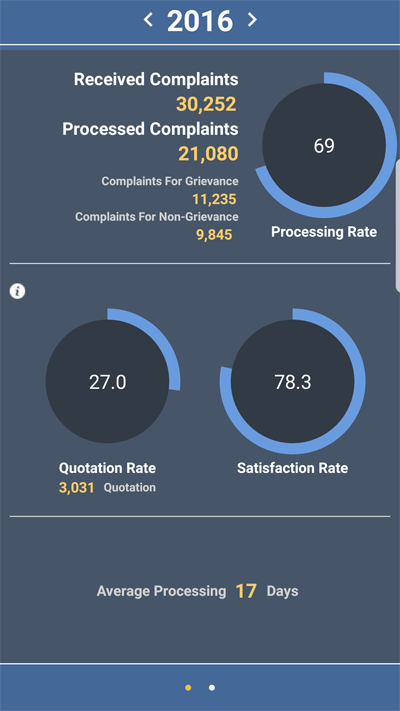 2016
Received Complaints
30,252
Processed Complaints
21,080
Complaints For Grievance
11,235
Complaints For Non-Grievance
9,845
69
Processing Rate
i
27.0
Quotation Rate
3,031 Quotation
78.3
Satisfaction Rate
Average Processing 17 Days